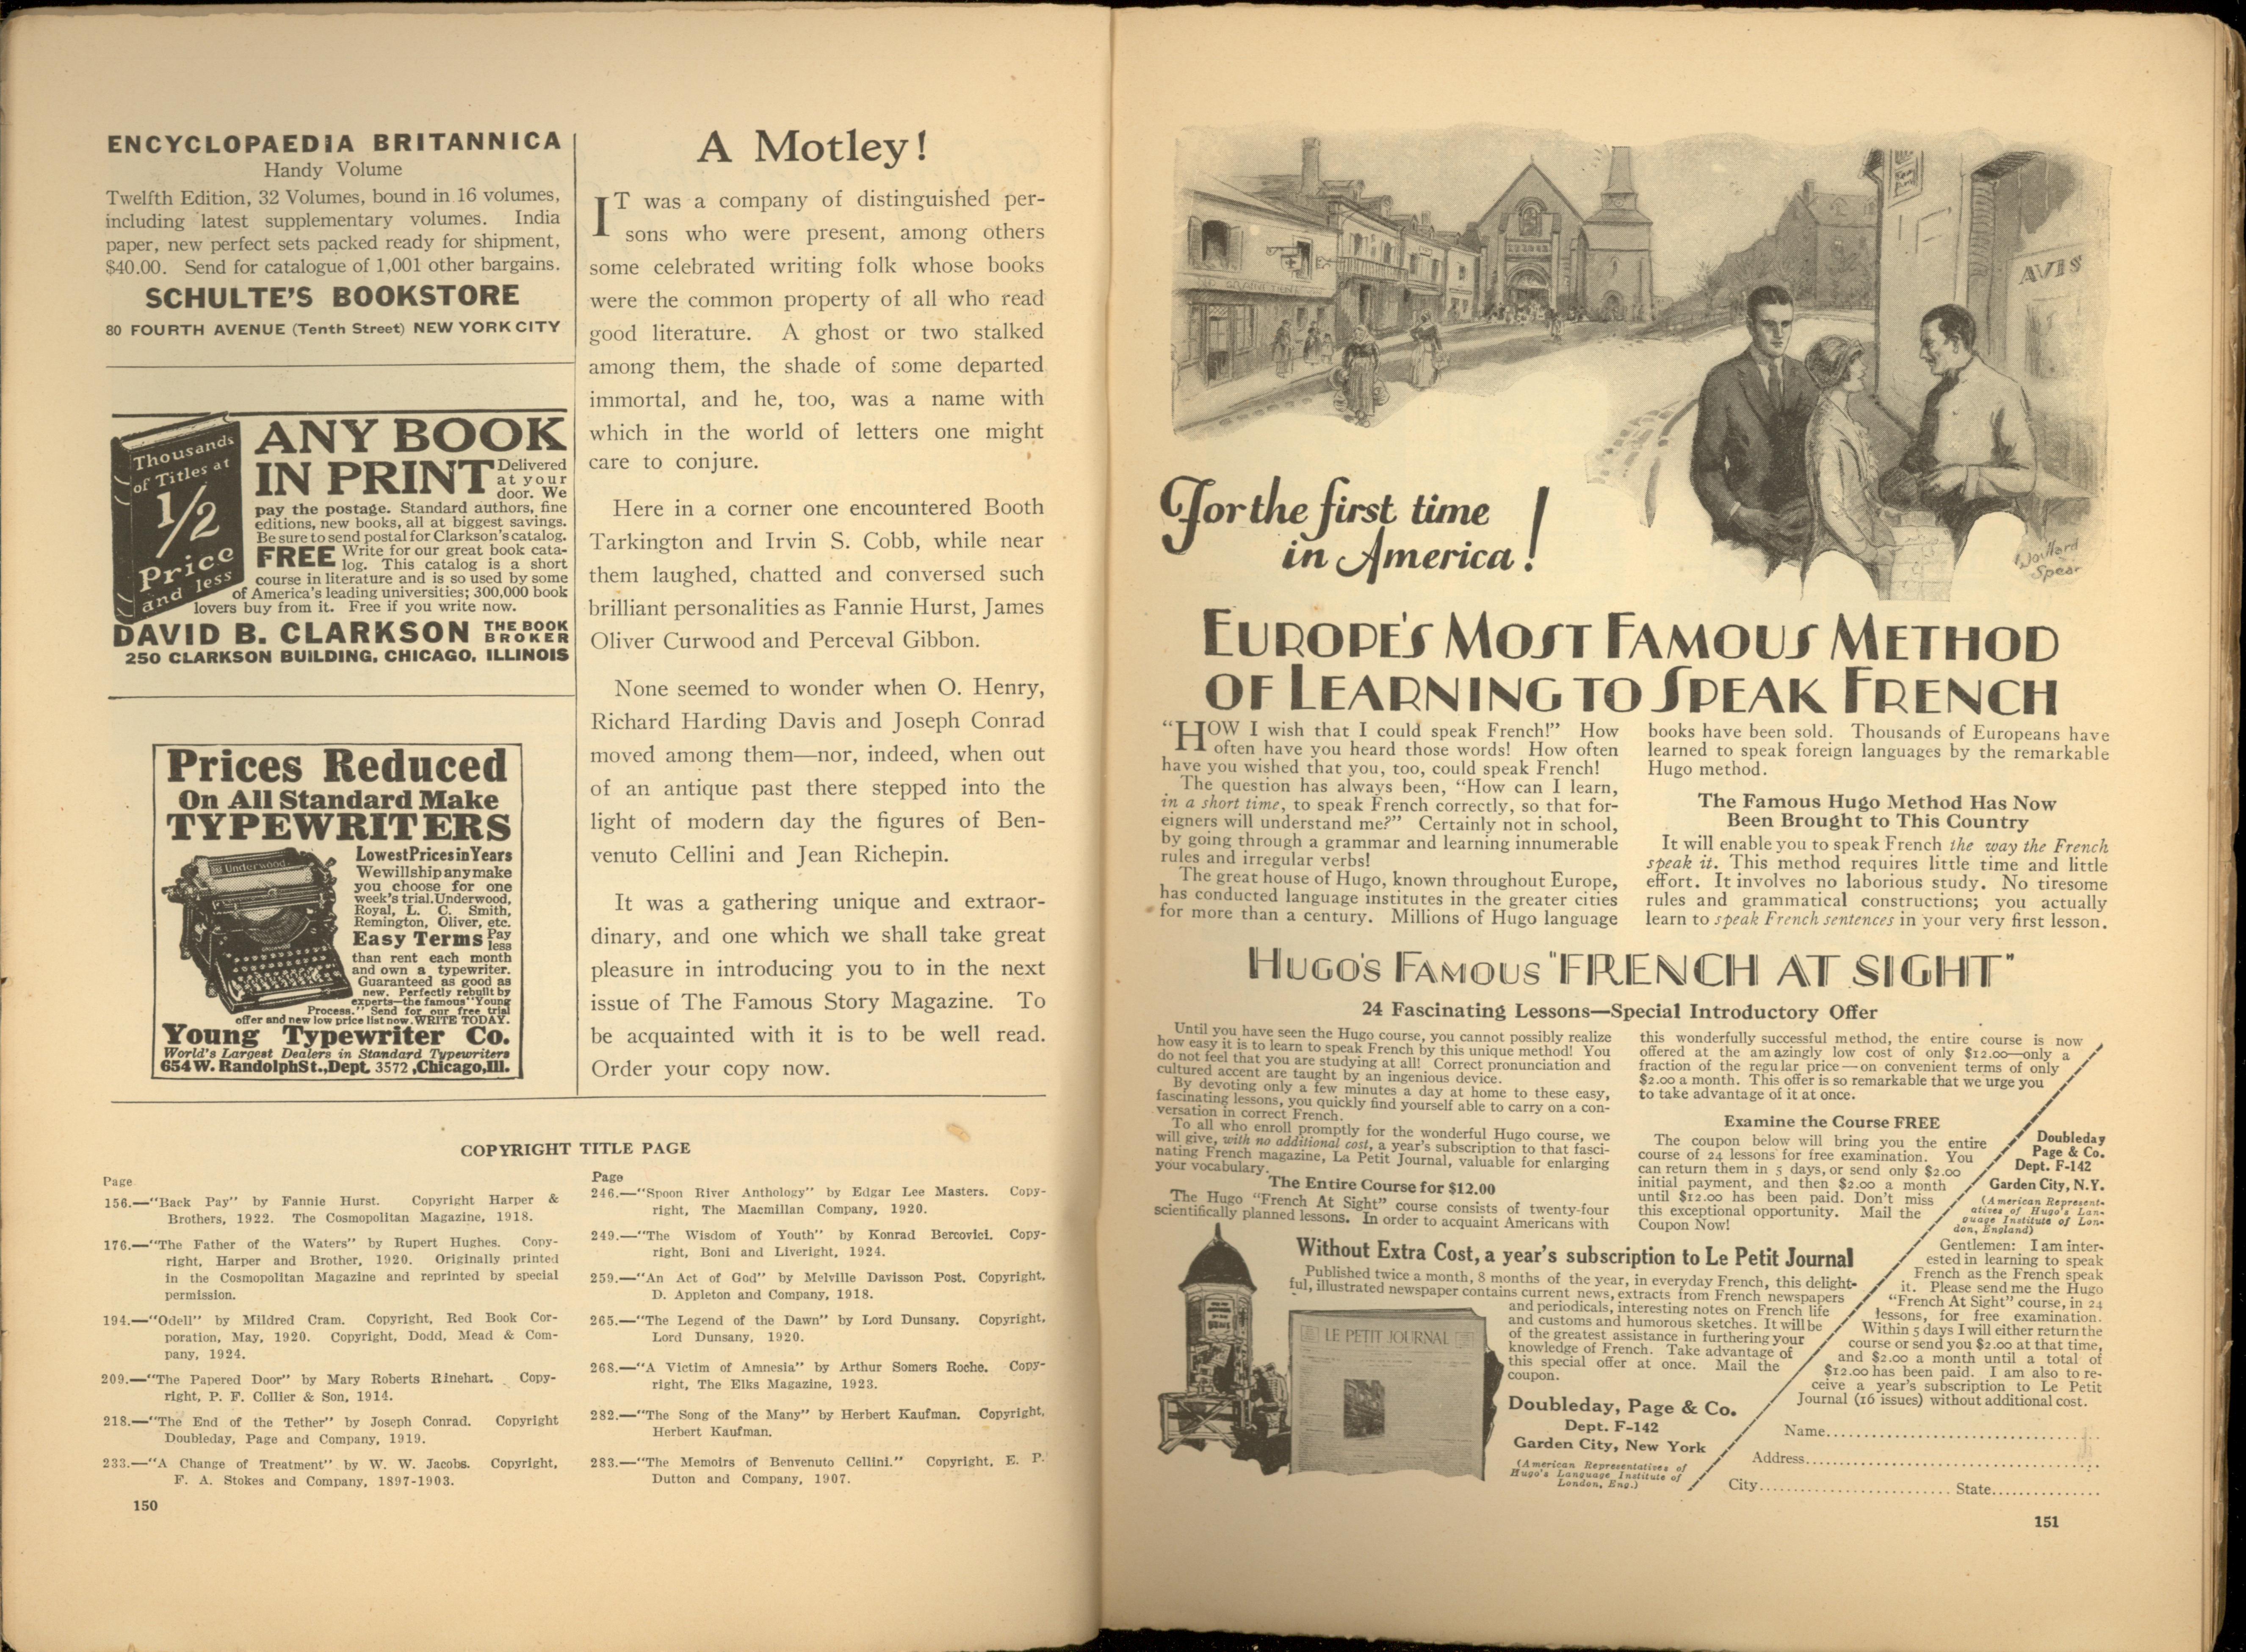 ENCYCLOPAEDIA BRITANNICA
Handy Volume
Twelfth Edition, 32 Volumes, bound in 16 volumes,
including latest supplementary volumes. India
paper, new perfect sets packed ready for shipment,
$40.00. Send for catalogue of 1,001 other bargains.
SCHULTE'S BOOKSTORE
80 FOURTH AVENUE (Tenth Street) NEW YORK CITY
Thousands
of Titles at
1/2
Price
and less
ANY BOOK
IN PRINT
Delivered
at your
door. We
pay the postage. Standard authors, fine
editions, new books, all at biggest savings.
Be sure to send postal for Clarkson's catalog.
FREE Write for our great book cata-
log. This catalog is a short
course in literature and is so used by some
of America's leading universities; 300,000 book
lovers buy from it. Free if you write now.
DAVID B. CLARKSON THE BOOK
BROKER
250 CLARKSON BUILDING, CHICAGO, ILLINOIS
Prices Reduced
On All Standard Make
TYPEWRITERS
Underwood
Lowest Prices in Years
We will ship any make
you choose for one
week's trial. Underwood,
Royal, L. C. Smith,
Remington, Oliver, etc.
Easy Terms Pay
less
than rent each month
and own a typewriter.
Guaranteed as good as
new. Perfectly rebuilt by
experts—the famous "Young
Process." Send for our free trial
offer and new low price list now. WRITE TODAY.
Young Typewriter Co.
World's Largest Dealers in Standard Typewriters
654 W. Randolph St., Dept. 3572, Chicago, Ill.
A Motley!
IT was a company of distinguished per-
sons who were present, among others
some celebrated writing folk whose books
were the common property of all who read
good literature. A ghost or two stalked
among them, the shade of some departed
immortal, and he, too, was a name with
which in the world of letters one might
care to conjure.
Here in a corner one encountered Booth
Tarkington and Irvin S. Cobb, while near
them laughed, chatted and conversed such
brilliant personalities as Fannie Hurst, James
Oliver Curwood and Perceval Gibbon.
None seemed to wonder when O. Henry,
Richard Harding Davis and Joseph Conrad
moved among them—nor, indeed, when out
of an antique past there stepped into the
light of modern day the figures of Ben-
venuto Cellini and Jean Richepin.
It was a gathering unique and extraor-
dinary, and one which we shall take great
pleasure in introducing you to in the next
issue of The Famous Story Magazine. To
be acquainted with it is to be well read.
Order your copy now.
COPYRIGHT TITLE PAGE
Page
156.—"Back Pay" by Fannie Hurst. Copyright Harper &
Brothers, 1922. The Cosmopolitan Magazine, 1918.
176.—"The Father of the Waters" by Rupert Hughes. Copy-
right, Harper and Brother, 1920. Originally printed
in the Cosmopolitan Magazine and reprinted by special
permission.
194.—"Odell" by Mildred Cram. Copyright, Red Book Cor-
poration, May, 1920. Copyright, Dodd, Mead & Com-
pany, 1924.
209.—"The Papered Door" by Mary Roberts Rinehart. Copy-
right, P. F. Collier & Son, 1914.
218.—"The End of the Tether" by Joseph Conrad. Copyright
Doubleday, Page and Company, 1919.
233.—"A Change of Treatment" by W. W. Jacobs. Copyright,
F. A. Stokes and Company, 1897-1903.
Page
246.—"Spoon River Anthology" by Edgar Lee Masters. Copy-
right, The Macmillan Company, 1920.
249.—"The Wisdom of Youth" by Konrad Bercovici. Copy-
right, Boni and Liveright, 1924.
259.—"An Act of God" by Melville Davisson Post. Copyright,
D. Appleton and Company, 1918.
265.—"The Legend of the Dawn" by Lord Dunsany. Copyright,
Lord Dunsany, 1920.
268.—"A Victim of Amnesia" by Arthur Somers Roche. Copy-
right, The Elks Magazine, 1923.
282.—"The Song of the Many" by Herbert Kaufman. Copyright,
Herbert Kaufman.
283.—"The Memoirs of Benvenuto Cellini." Copyright, E. P.
Dutton and Company, 1907.
150
AVIS
Spear
For the first time
in America!
EUROPE'S MOST FAMOUS METHOD
OF LEARNING TO SPEAK FRENCH
"HOW I wish that I could speak French!" How
often have you heard those words! How often
have you wished that you, too, could speak French!
The question has always been, "How can I learn,
in a short time, to speak French correctly, so that for-
eigners will understand me?" Certainly not in school,
by going through a grammar and learning innumerable
rules and irregular verbs!
The great house of Hugo, known throughout Europe,
has conducted language institutes in the greater cities
for more than a century. Millions of Hugo language
books have been sold. Thousands of Europeans have
learned to speak foreign languages by the remarkable
Hugo method.
The Famous Hugo Method Has Now
Been Brought to This Country
It will enable you to speak French the way the French
speak it. This method requires little time and little
effort. It involves no laborious study. No tiresome
rules and grammatical constructions; you actually
learn to speak French sentences in your very first lesson.
HUGO'S FAMOUS "FRENCH AT SIGHT"
24 Fascinating Lessons—Special Introductory Offer
Until you have seen the Hugo course, you cannot possibly realize
how easy it is to learn to speak French by this unique method! You
do not feel that you are studying at all! Correct pronunciation and
cultured accent are taught by an ingenious device.
By devoting only a few minutes a day at home to these easy,
fascinating lessons, you quickly find yourself able to carry on a con-
versation in correct French.
To all who enroll promptly for the wonderful Hugo course, we
will give, with no additional cost, a year's subscription to that fasci-
nating French magazine, La Petit Journal, valuable for enlarging
your vocabulary.
The Entire Course for $12.00
The Hugo "French At Sight" course consists of twenty-four
scientifically planned lessons. In order to acquaint Americans with
this wonderfully successful method, the entire course is now
offered at the amazingly low cost of only $12.00—only a
fraction of the regular price—on convenient terms of only
$2.00 a month. This offer is so remarkable that we urge you
to take advantage of it at once.
Examine the Course FREE
The coupon below will bring you the entire
course of 24 lessons for free examination. You
can return them in 5 days, or send only $2.00
initial payment, and then $2.00 a month
until $12.00 has been paid. Don't miss
this exceptional opportunity. Mail the
Coupon Now!
Without Extra Cost, a year's subscription to Le Petit Journal
Published twice a month, 8 months of the year, in everyday French, this delight-
ful, illustrated newspaper contains current news, extracts from French newspapers
and periodicals, interesting notes on French life
and customs and humorous sketches. It will be
of the greatest assistance in furthering your
knowledge of French. Take advantage of
this special offer at once. Mail the
coupon.
LE PETIT JOURNAL
Doubleday, Page & Co.
Dept. F-142
Garden City, New York
(American Representatives of
Hugo's Language Institute of
London, Eng.)
Doubleday
Page & Co.
Dept. F-142
Garden City, N.Y.
(American Represent-
atives of Hugo's Lan-
guage Institute of Lon-
don, England)
Gentlemen: I am inter-
ested in learning to speak
French as the French speak
it. Please send me the Hugo
"French At Sight" course, in 24
lessons, for free examination.
Within 5 days I will either return the
course or send you $2.00 at that time,
and $2.00 a month until a total of
$12.00 has been paid. I am also to re-
ceive a year's subscription to Le Petit
Journal (16 issues) without additional cost.
Name
Address
City State
151